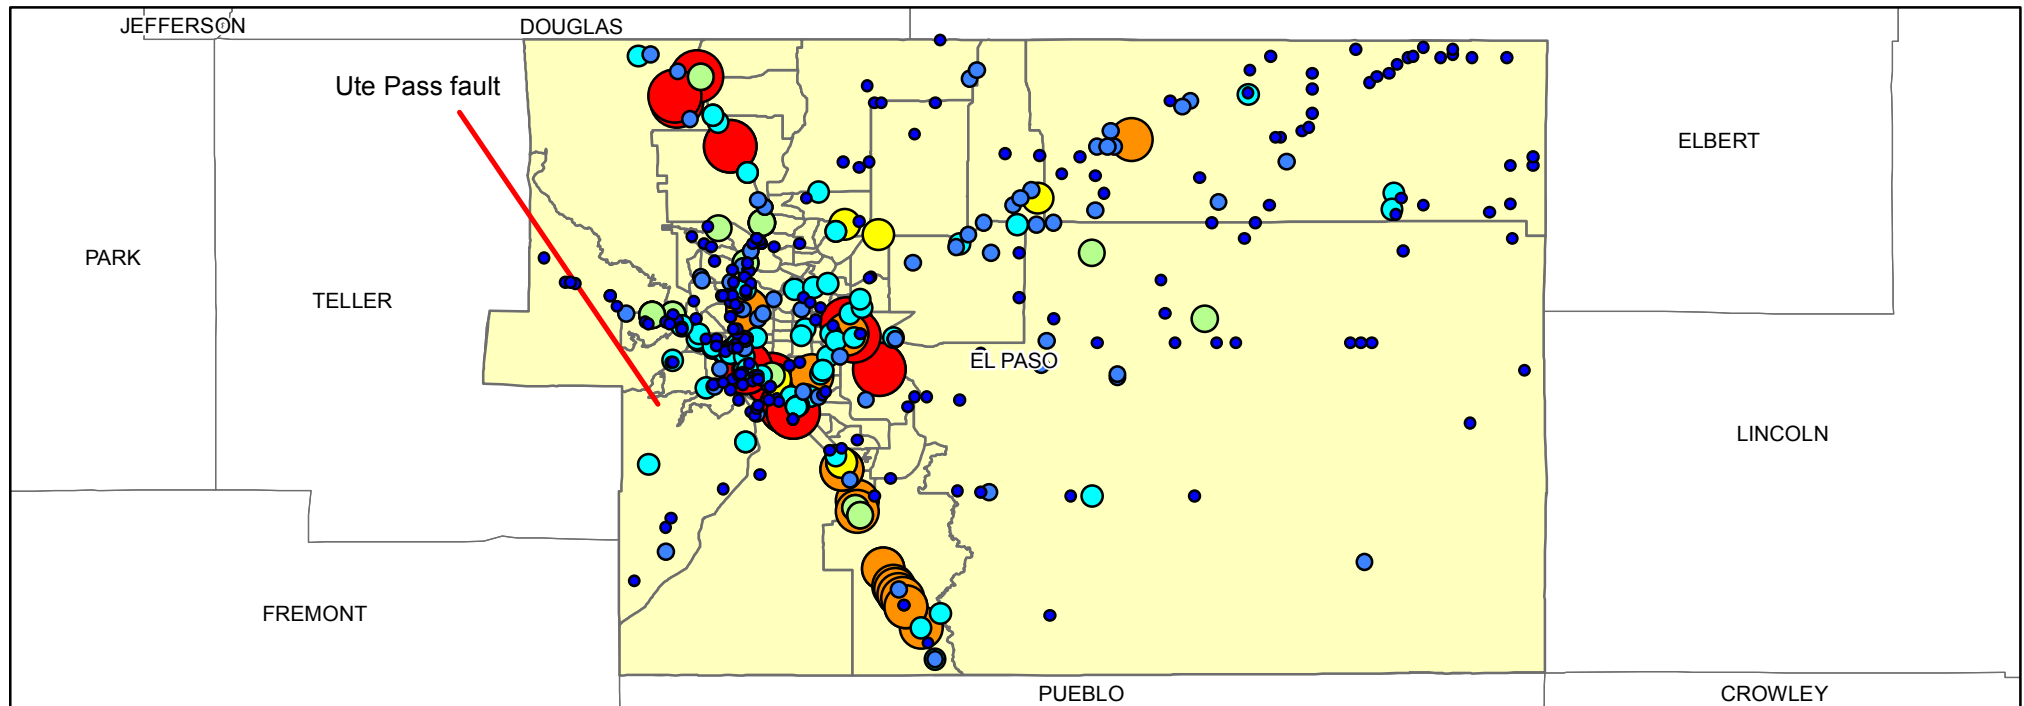 JEFFERSON
DOUGLAS
Ute Pass fault
ELBERT
PARK
TELLER
EL PASO
LINCOLN
FREMONT
PUEBLO
CROWLEY